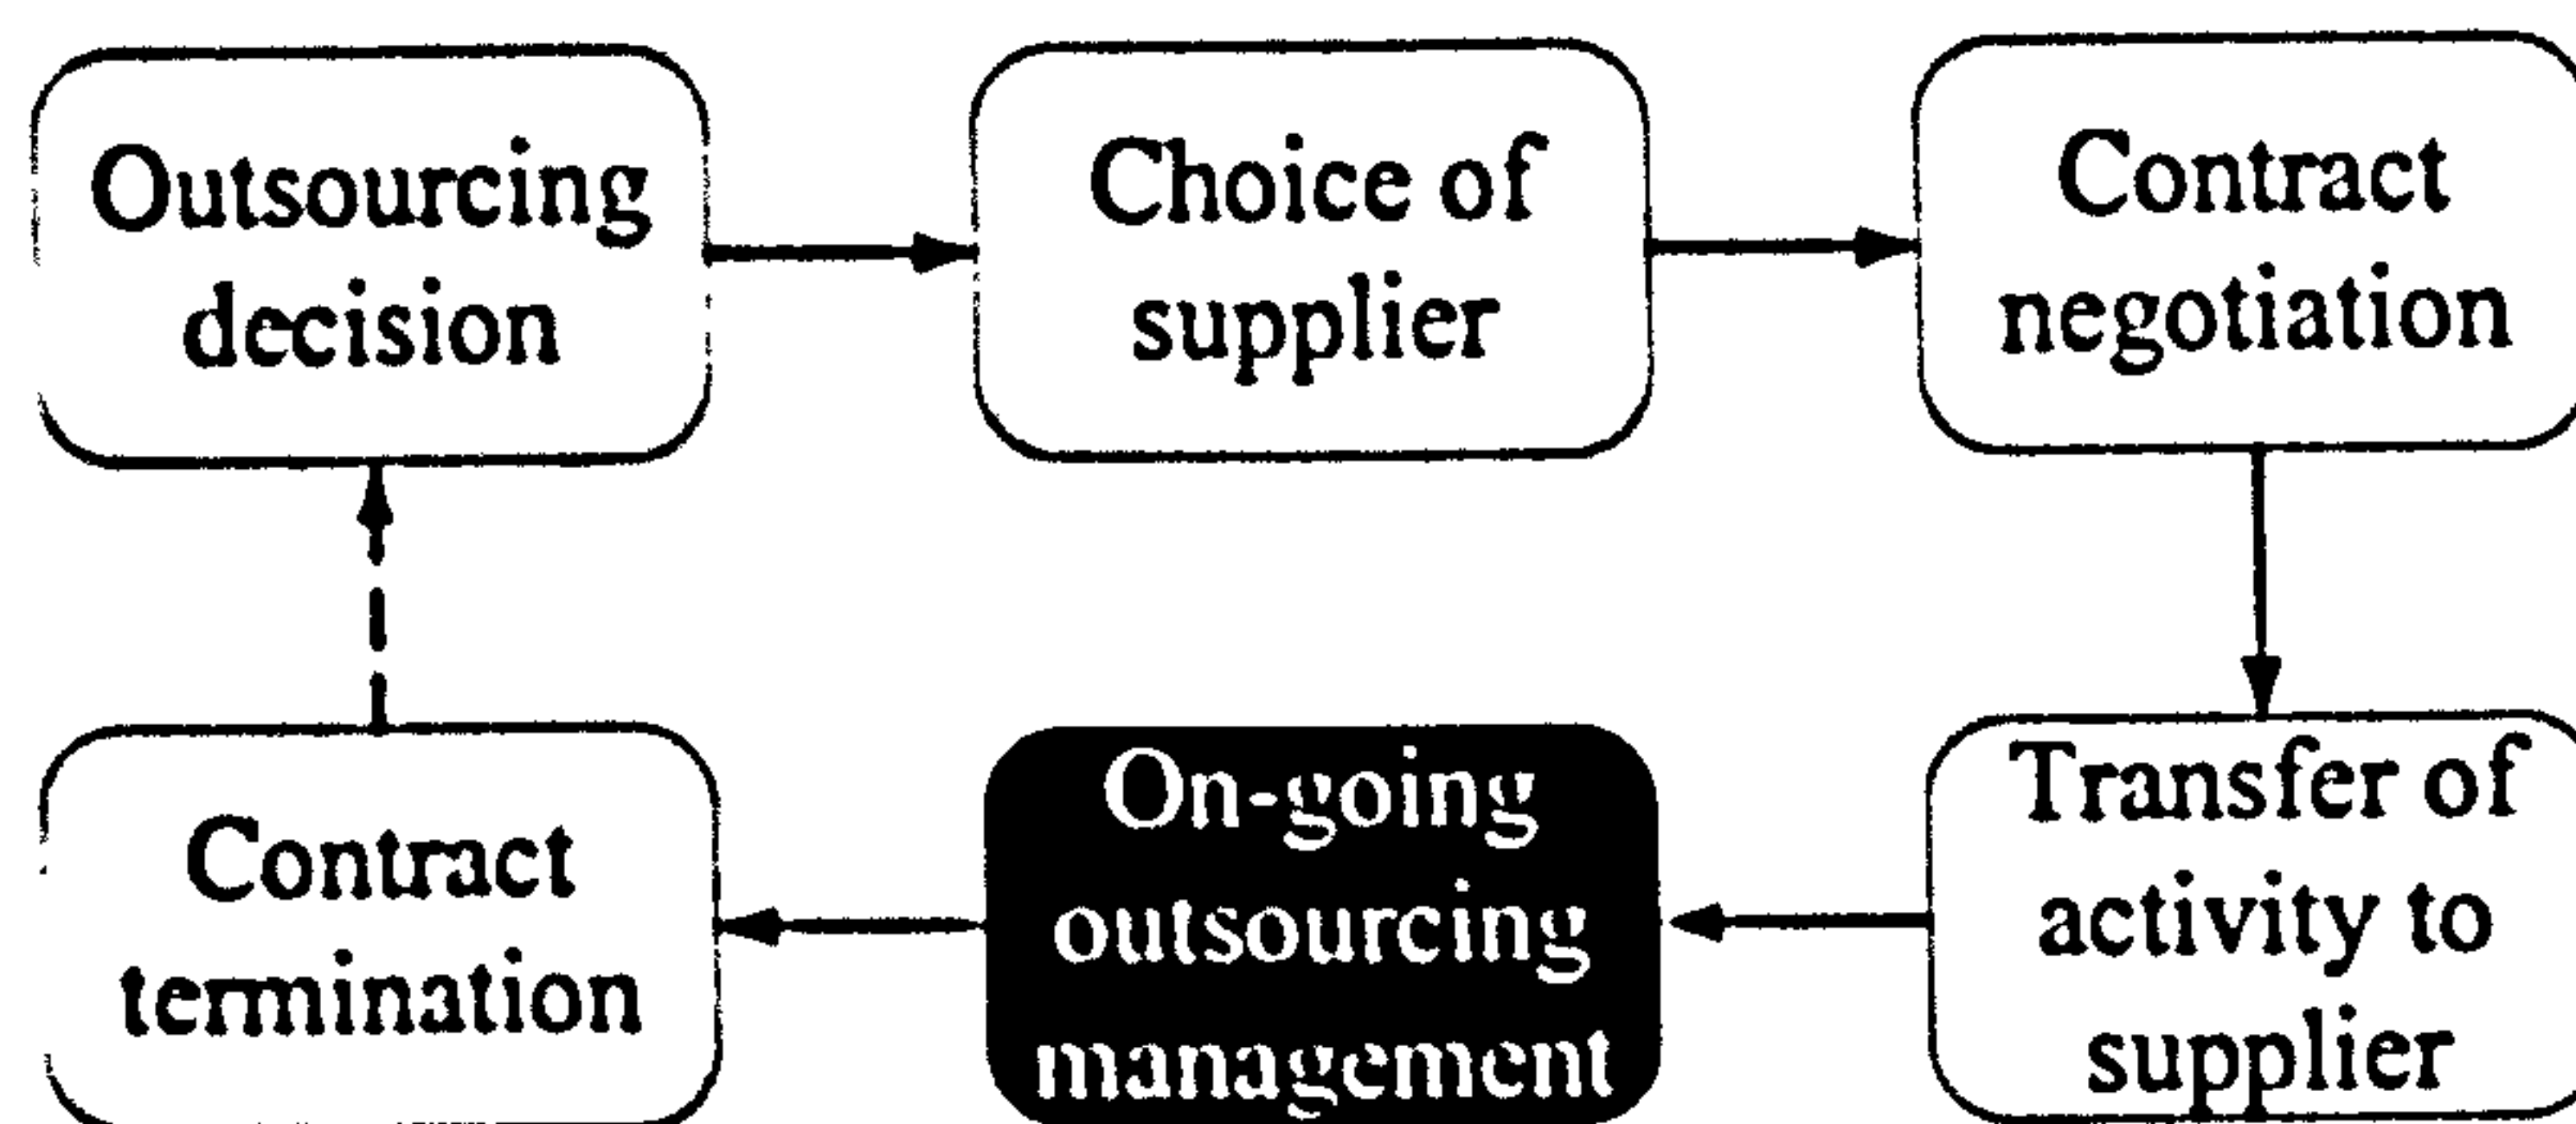 Outsourcing
decision
Choice of
supplier
Contract
negotiation
Contract
termination
On-going
outsourcing
management
Transfer of
activity to
supplier